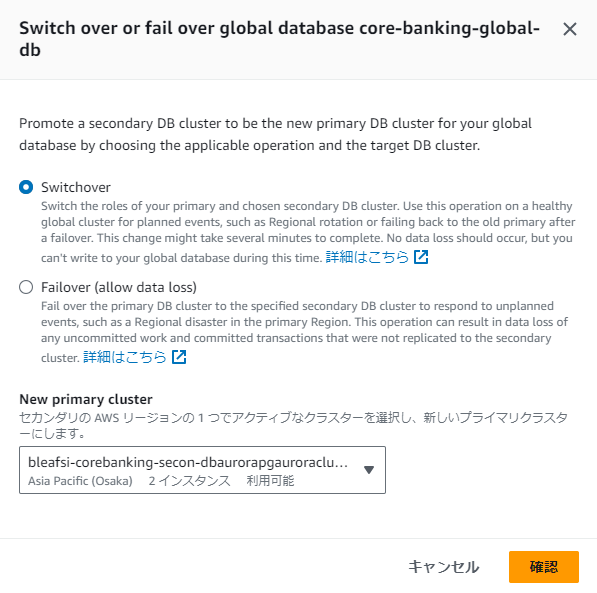 Switch over or fail over global database core-banking-global-
db
Promote a secondary DB cluster to be the new primary DB cluster for your global
database by choosing the applicable operation and the target DB cluster.
Switchover
Switch the roles of your primary and chosen secondary DB cluster. Use this operation on a healthy
global cluster for planned events, such as Regional rotation or failing back to the old primary after
a failover. This change might take several minutes to complete. No data loss should occur, but you
can't write to your global database during this time. 詳細はこちら
Failover (allow data loss)
Fail over the primary DB cluster to the specified secondary DB cluster to respond to unplanned
events, such as a Regional disaster in the primary Region. This operation can result in data loss of
any uncommitted work and committed transactions that were not replicated to the secondary
cluster. 詳細はこちら
New primary cluster
セカンダリの AWS リージョンの 1 つでアクティブなクラスターを選択し、新しいプライマリクラスタ
ーにします。
bleafsi-corebanking-secon-dbaurorapgauroraclu...
Asia Pacific (Osaka) 2 インスタンス 利用可能
キャンセル 確認